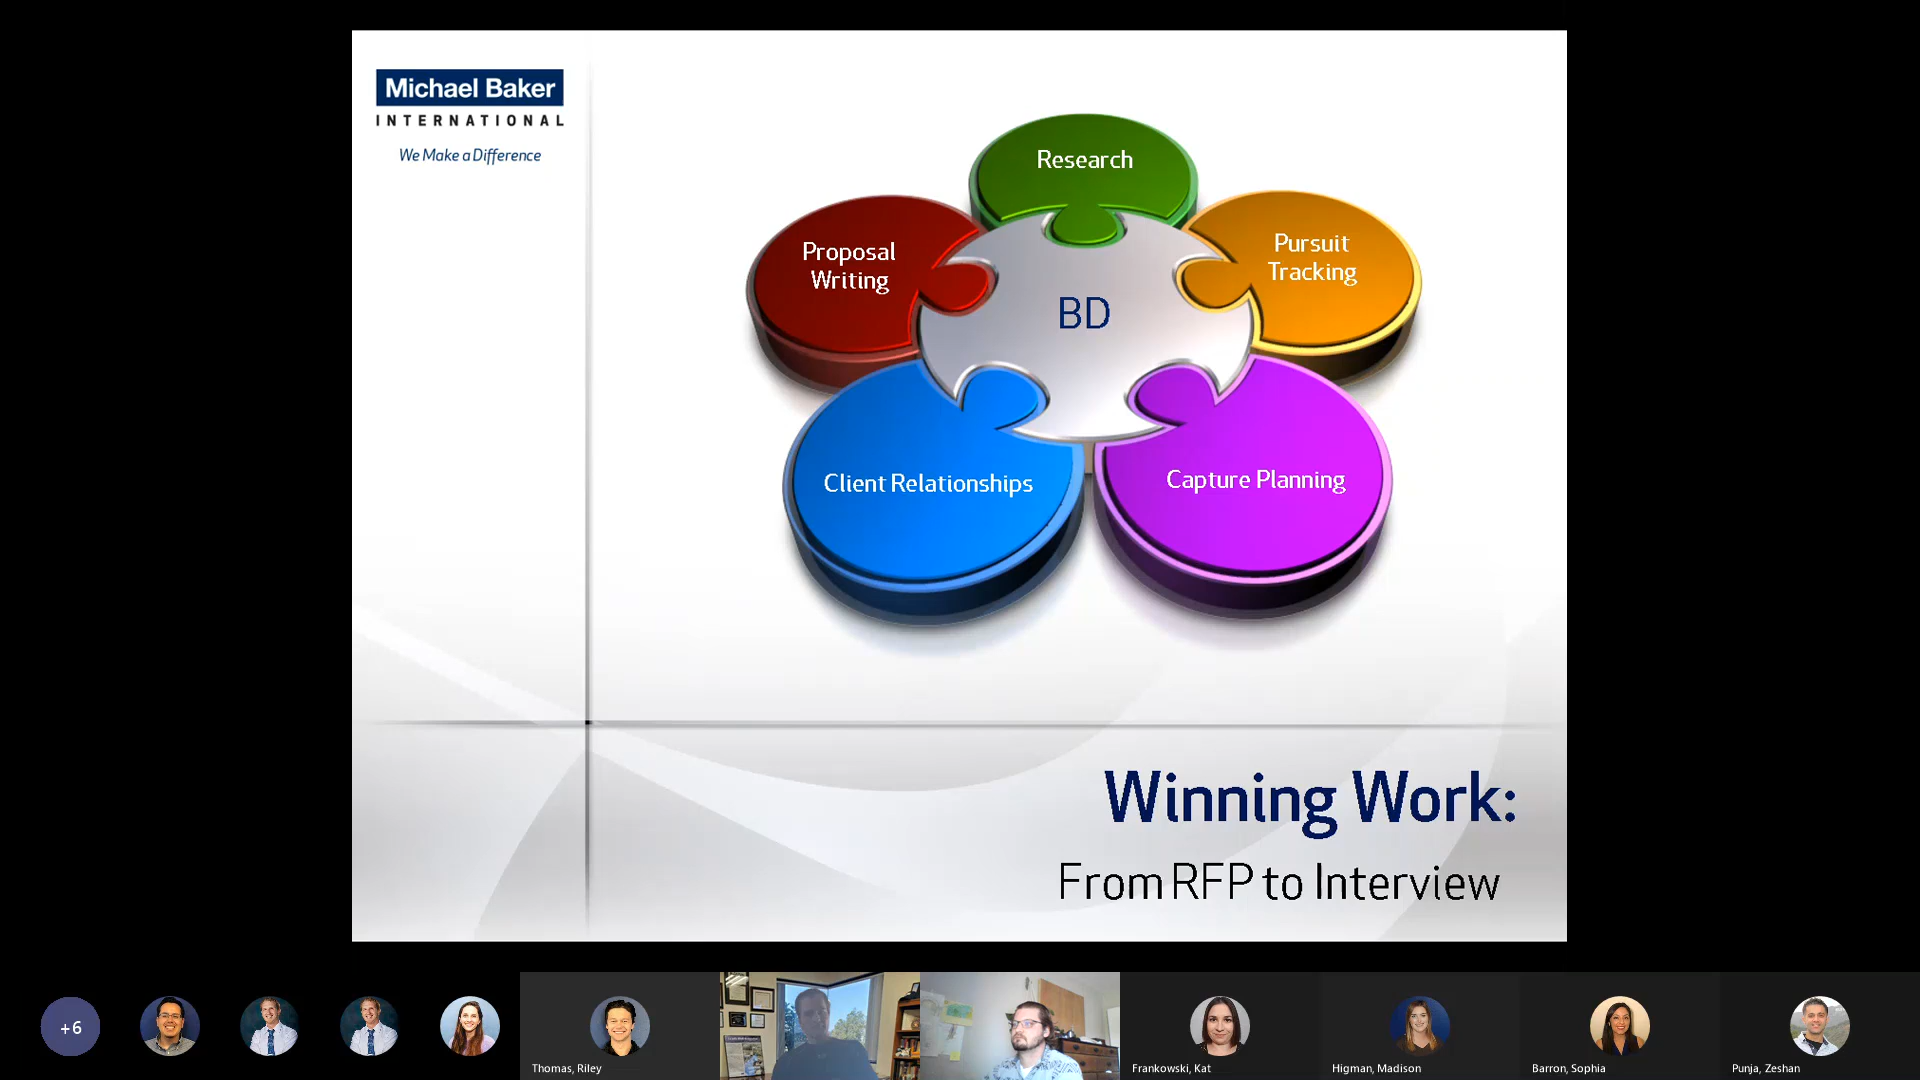 Michael Baker
INTERNATIONAL
We Make a Difference
Research
Proposal
Writing
Pursuit
Tracking
BD
Client Relationships
Capture Planning
Winning Work:
From RFP to Interview
+6
Thomas, Riley
Frankowski, Kat
Higman, Madison
Barron, Sophia
Punja, Zeshan